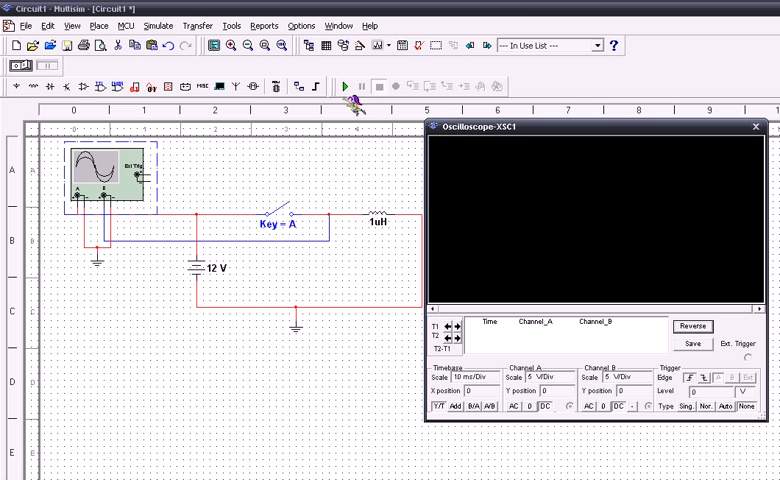 Circuit1 - Multisim - [Circuit1 *]
File Edit View Place MCU Simulate Transfer Tools Reports Options Window Help
--- In Use List ---
MISC
0 1 2 3 4 5 6 7 8 9
A
B
C
D
E
Ext Trig
A B
Key = A
1uH
12 V
Oscilloscope-XSC1
Time Channel_A Channel_B
T1
T2
T2-T1
Reverse
Save
Ext. Trigger
Timebase Channel A Channel B Trigger
Scale 10 ms/Div Scale 5 V/Div Scale 5 V/Div Edge A B Ext
X position 0 Y position 0 Y position 0 Level 0 V
Y/T Add B/A A/B AC 0 DC AC 0 DC - Type Sing. Nor. Auto None